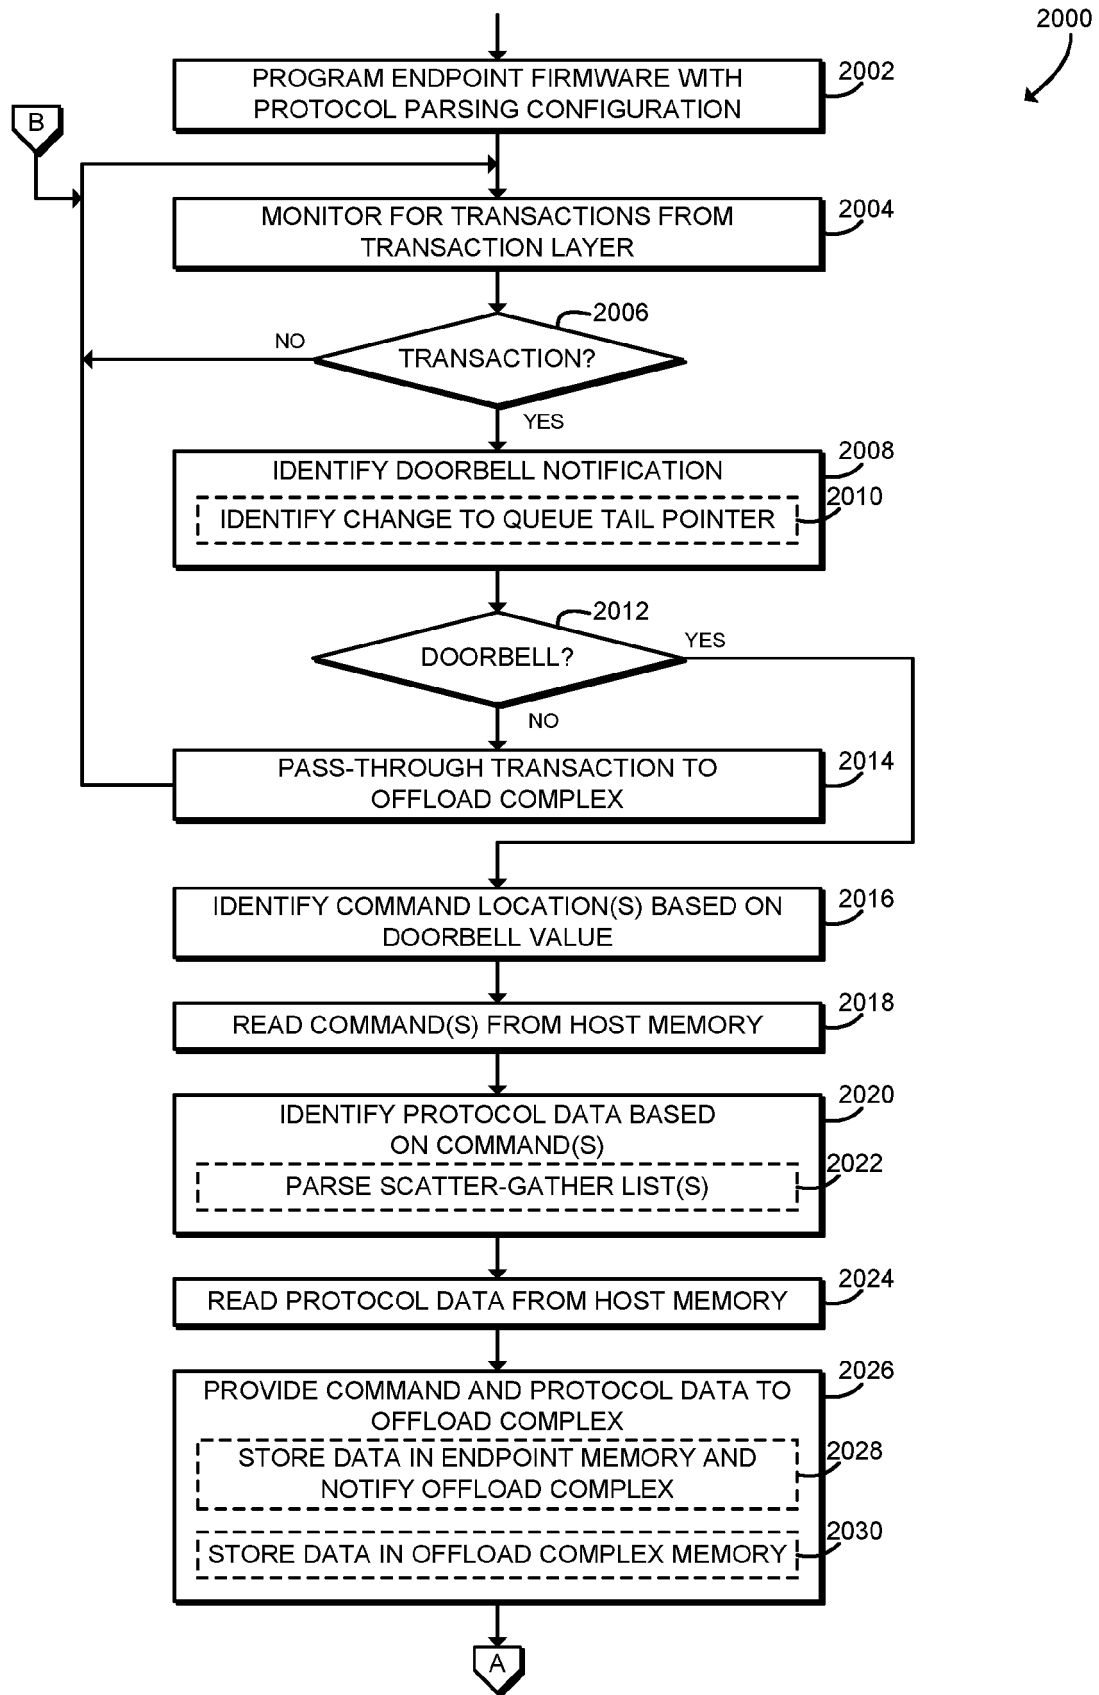 2000
PROGRAM ENDPOINT FIRMWARE WITH
PROTOCOL PARSING CONFIGURATION
2002
B
MONITOR FOR TRANSACTIONS FROM
TRANSACTION LAYER
2004
2006
TRANSACTION?
NO
YES
IDENTIFY DOORBELL NOTIFICATION
2008
IDENTIFY CHANGE TO QUEUE TAIL POINTER
2010
2012
DOORBELL?
YES
NO
PASS-THROUGH TRANSACTION TO
OFFLOAD COMPLEX
2014
IDENTIFY COMMAND LOCATION(S) BASED ON
DOORBELL VALUE
2016
READ COMMAND(S) FROM HOST MEMORY
2018
IDENTIFY PROTOCOL DATA BASED
ON COMMAND(S)
2020
PARSE SCATTER-GATHER LIST(S)
2022
READ PROTOCOL DATA FROM HOST MEMORY
2024
PROVIDE COMMAND AND PROTOCOL DATA TO
OFFLOAD COMPLEX
2026
STORE DATA IN ENDPOINT MEMORY AND
NOTIFY OFFLOAD COMPLEX
2028
STORE DATA IN OFFLOAD COMPLEX MEMORY
2030
A